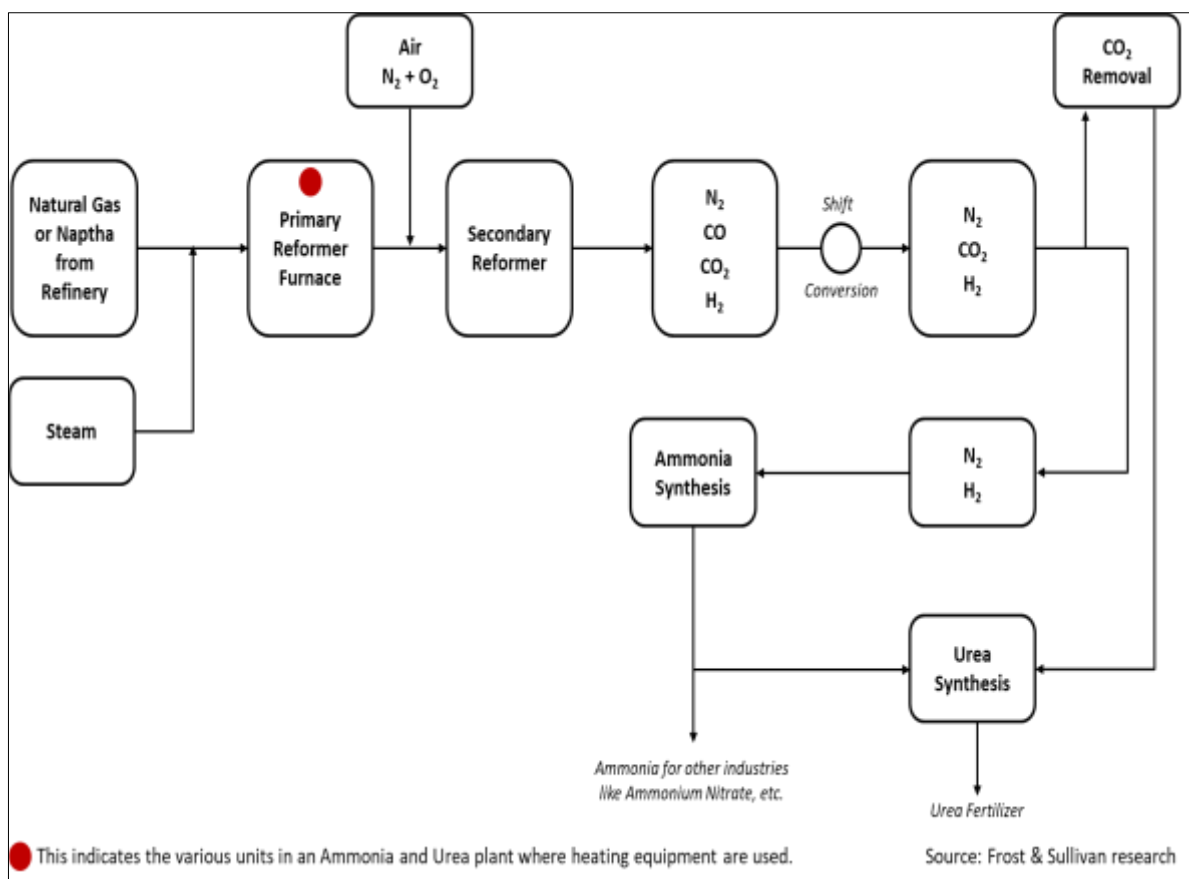 Air
N₂ + O₂
CO₂
Removal
Natural Gas
or Naptha
from
Refinery
Primary
Reformer
Furnace
Secondary
Reformer
N₂
CO
CO₂
H₂
Shift
Conversion
N₂
CO₂
H₂
Steam
Ammonia
Synthesis
N₂
H₂
Urea
Synthesis
Ammonia for other industries
like Ammonium Nitrate, etc.
Urea Fertilizer
This indicates the various units in an Ammonia and Urea plant where heating equipment are used.
Source: Frost & Sullivan research